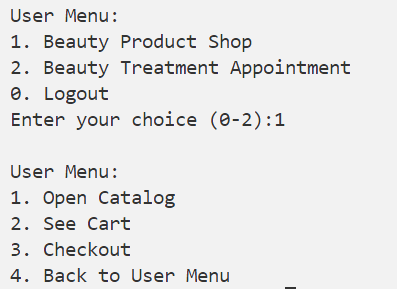 User Menu:
1. Beauty Product Shop
2. Beauty Treatment Appointment
0. Logout
Enter your choice (0-2):1
User Menu:
1. Open Catalog
2. See Cart
3. Checkout
4. Back to User Menu